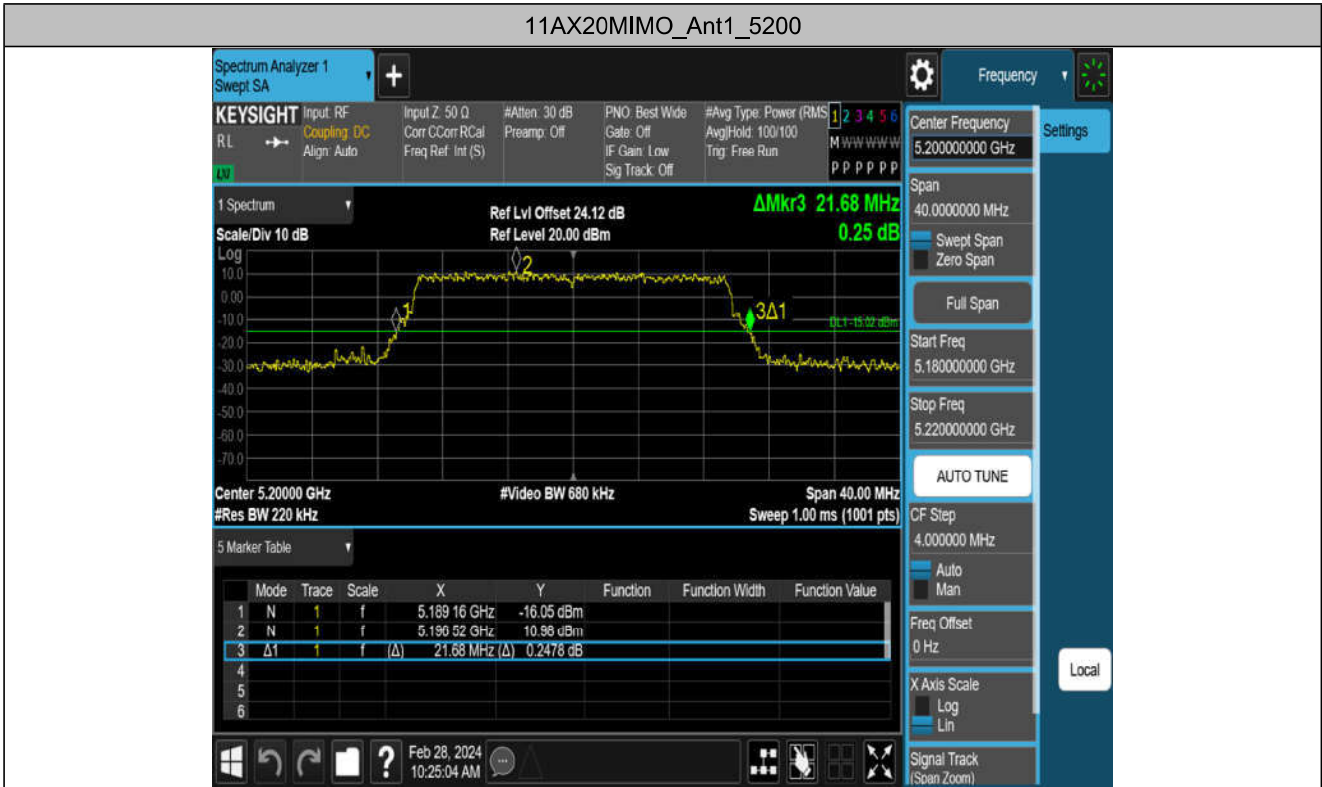 11AX20MIMO_Ant1_5200
Spectrum Analyzer 1
Swept SA
+
Frequency
KEYSIGHT Input: RF Input Z: 50 Ω #Atten: 30 dB PNO: Best Wide #Avg Type: Power (RMS 1 2 3 4 5 6
RL Coupling: DC Corr CCorr RCal Preamp: Off Gate: Off Avg|Hold: 100/100 M W W W W W
Align: Auto Freq Ref: Int (S) IF Gain: Low Trig: Free Run
Sig Track: Off P P P P P P
LXI
Center Frequency
5.200000000 GHz
Settings
1 Spectrum
Ref Lvl Offset 24.12 dB
ΔMkr3 21.68 MHz
Scale/Div 10 dB
Ref Level 20.00 dBm
0.25 dB
Log
10.0
0.00
-10.0
-20.0
-30.0
-40.0
-50.0
-60.0
-70.0
1
2
3Δ1
DL1 -15.02 dBm
Center 5.20000 GHz #Video BW 680 kHz Span 40.00 MHz
#Res BW 220 kHz Sweep 1.00 ms (1001 pts)
Span
40.0000000 MHz
Swept Span
Zero Span
Full Span
Start Freq
5.180000000 GHz
Stop Freq
5.220000000 GHz
AUTO TUNE
CF Step
4.000000 MHz
Auto
Man
Freq Offset
0 Hz
X Axis Scale
Log
Lin
Signal Track
(Span Zoom)
Local
5 Marker Table
Mode Trace Scale X Y Function Function Width Function Value
1 N 1 f 5.189 16 GHz -16.05 dBm
2 N 1 f 5.196 52 GHz 10.98 dBm
3 Δ1 1 f (Δ) 21.68 MHz (Δ) 0.2478 dB
4
5
6
?
Feb 28, 2024
10:25:04 AM